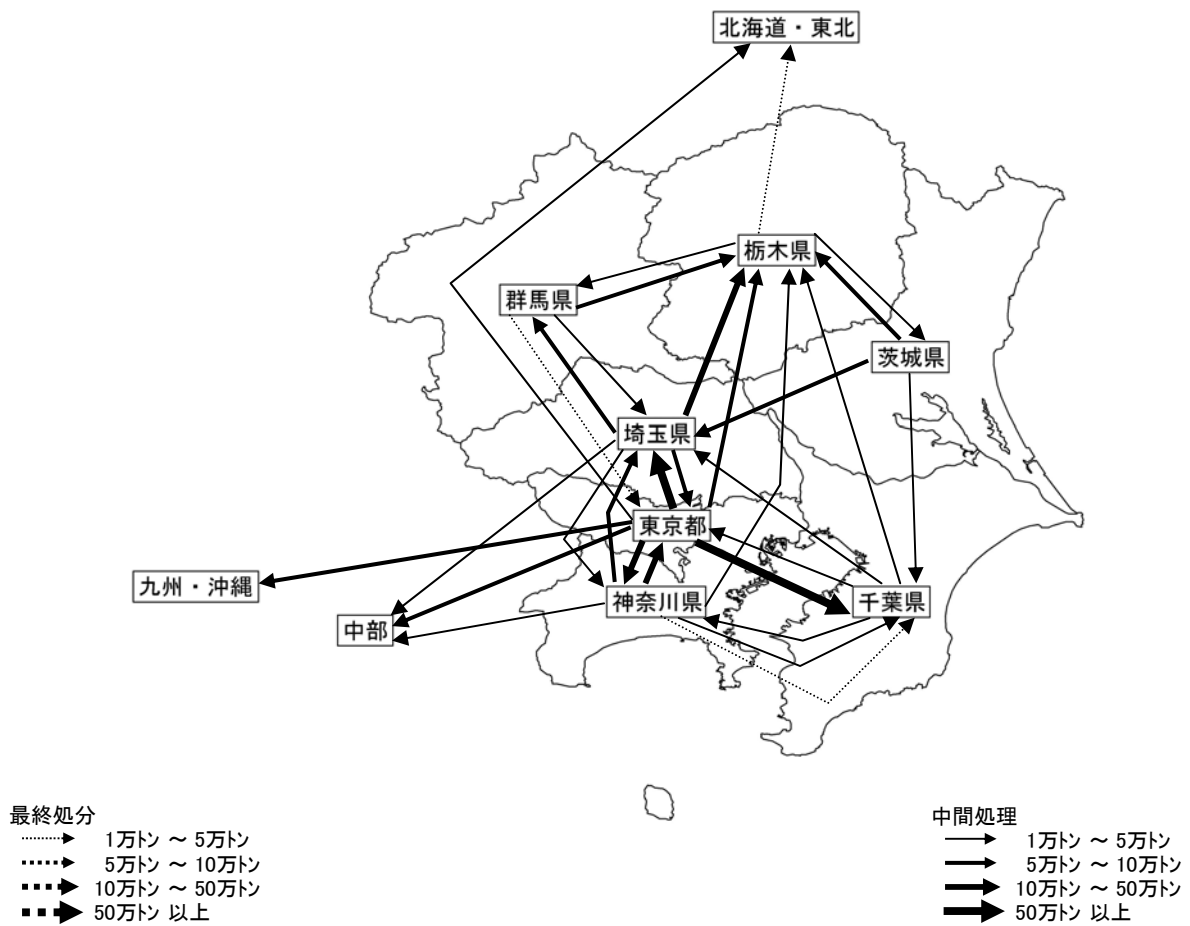 北海道・東北
栃木県
群馬県
茨城県
埼玉県
東京都
九州・沖縄
神奈川県
千葉県
中部
最終処分
1万トン ～ 5万トン
5万トン ～ 10万トン
10万トン ～ 50万トン
50万トン 以上
中間処理
1万トン ～ 5万トン
5万トン ～ 10万トン
10万トン ～ 50万トン
50万トン 以上